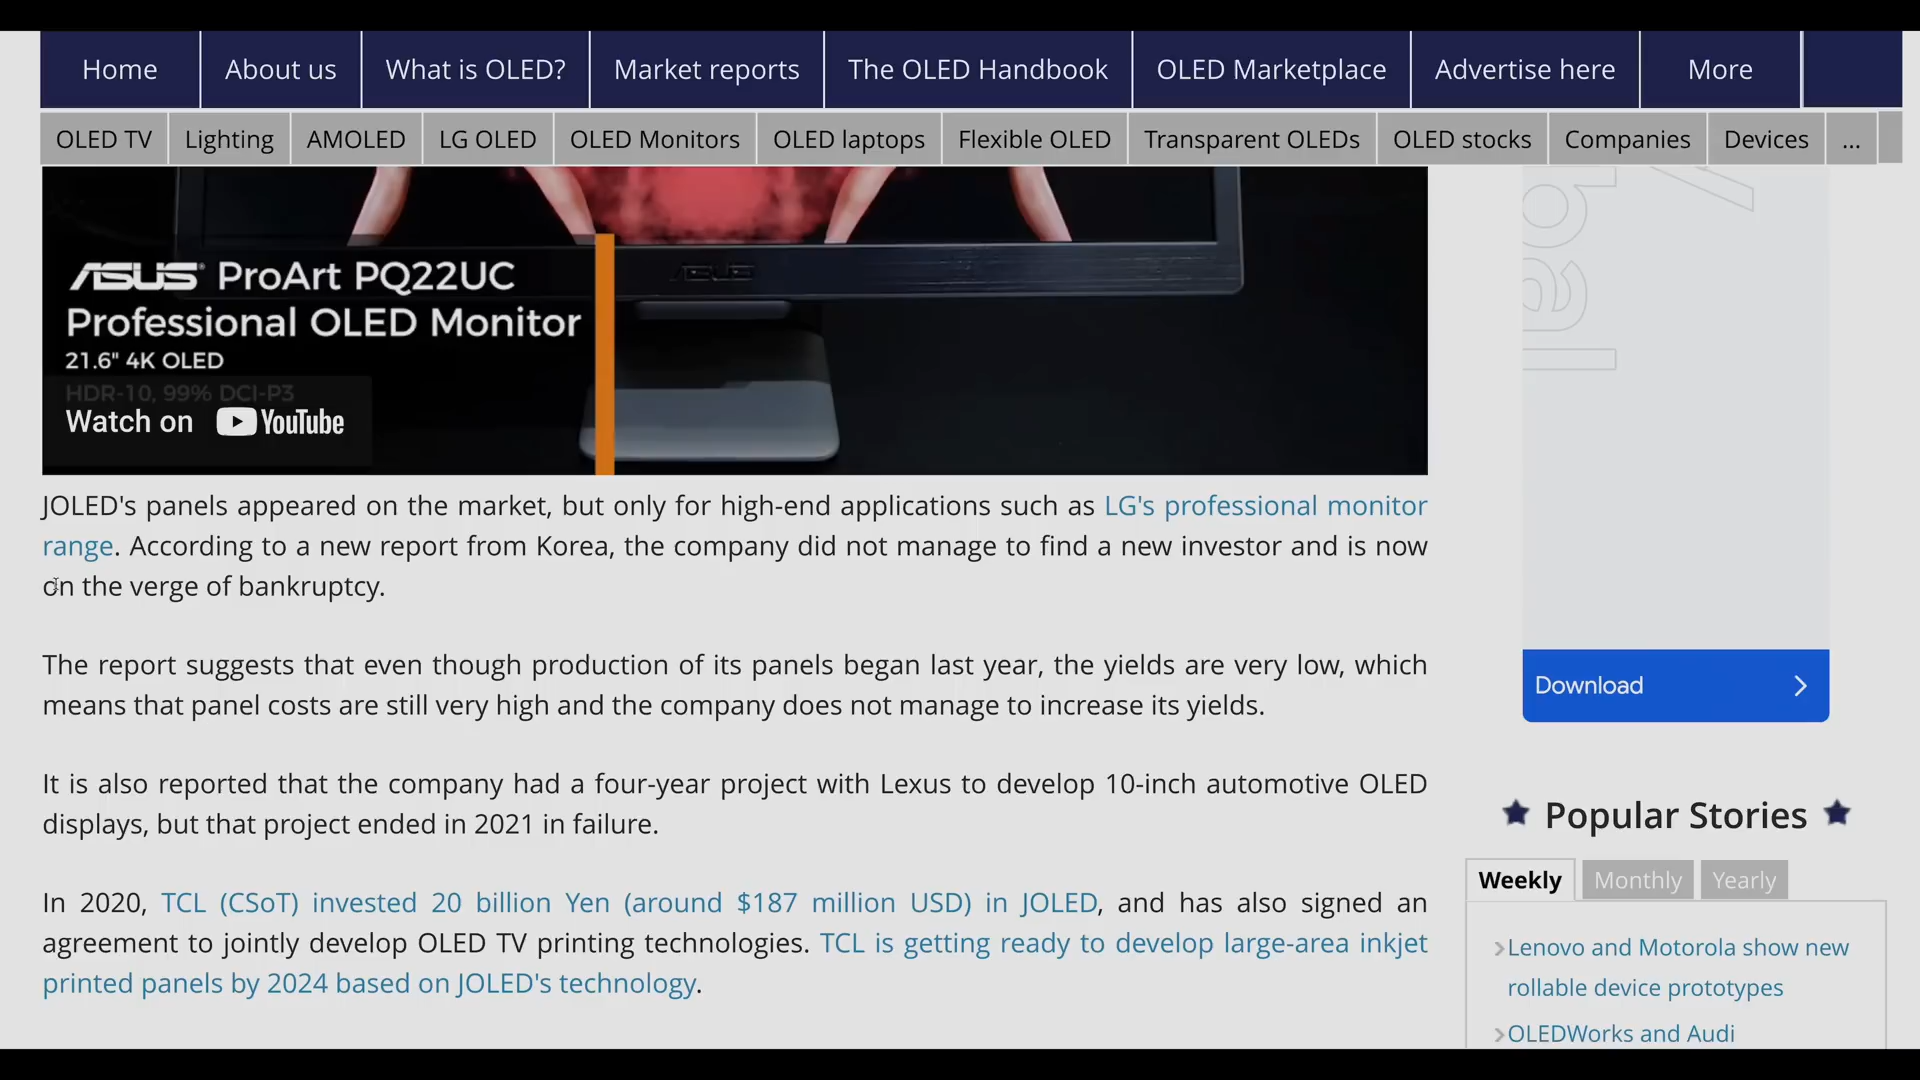 Home About us What is OLED? Market reports The OLED Handbook OLED Marketplace Advertise here More
OLED TV Lighting AMOLED LG OLED OLED Monitors OLED laptops Flexible OLED Transparent OLEDs OLED stocks Companies Devices ...
ASUS ProArt PQ22UC
Professional OLED Monitor
21.6" 4K OLED
HDR-10, 99% DCI-P3
Watch on YouTube
ASUS
JOLED's panels appeared on the market, but only for high-end applications such as LG's professional monitor
range. According to a new report from Korea, the company did not manage to find a new investor and is now
on the verge of bankruptcy.
The report suggests that even though production of its panels began last year, the yields are very low, which
means that panel costs are still very high and the company does not manage to increase its yields.
It is also reported that the company had a four-year project with Lexus to develop 10-inch automotive OLED
displays, but that project ended in 2021 in failure.
In 2020, TCL (CSoT) invested 20 billion Yen (around $187 million USD) in JOLED, and has also signed an
agreement to jointly develop OLED TV printing technologies. TCL is getting ready to develop large-area inkjet
printed panels by 2024 based on JOLED's technology.
Download
Popular Stories
Weekly Monthly Yearly
Lenovo and Motorola show new
rollable device prototypes
OLEDWorks and Audi